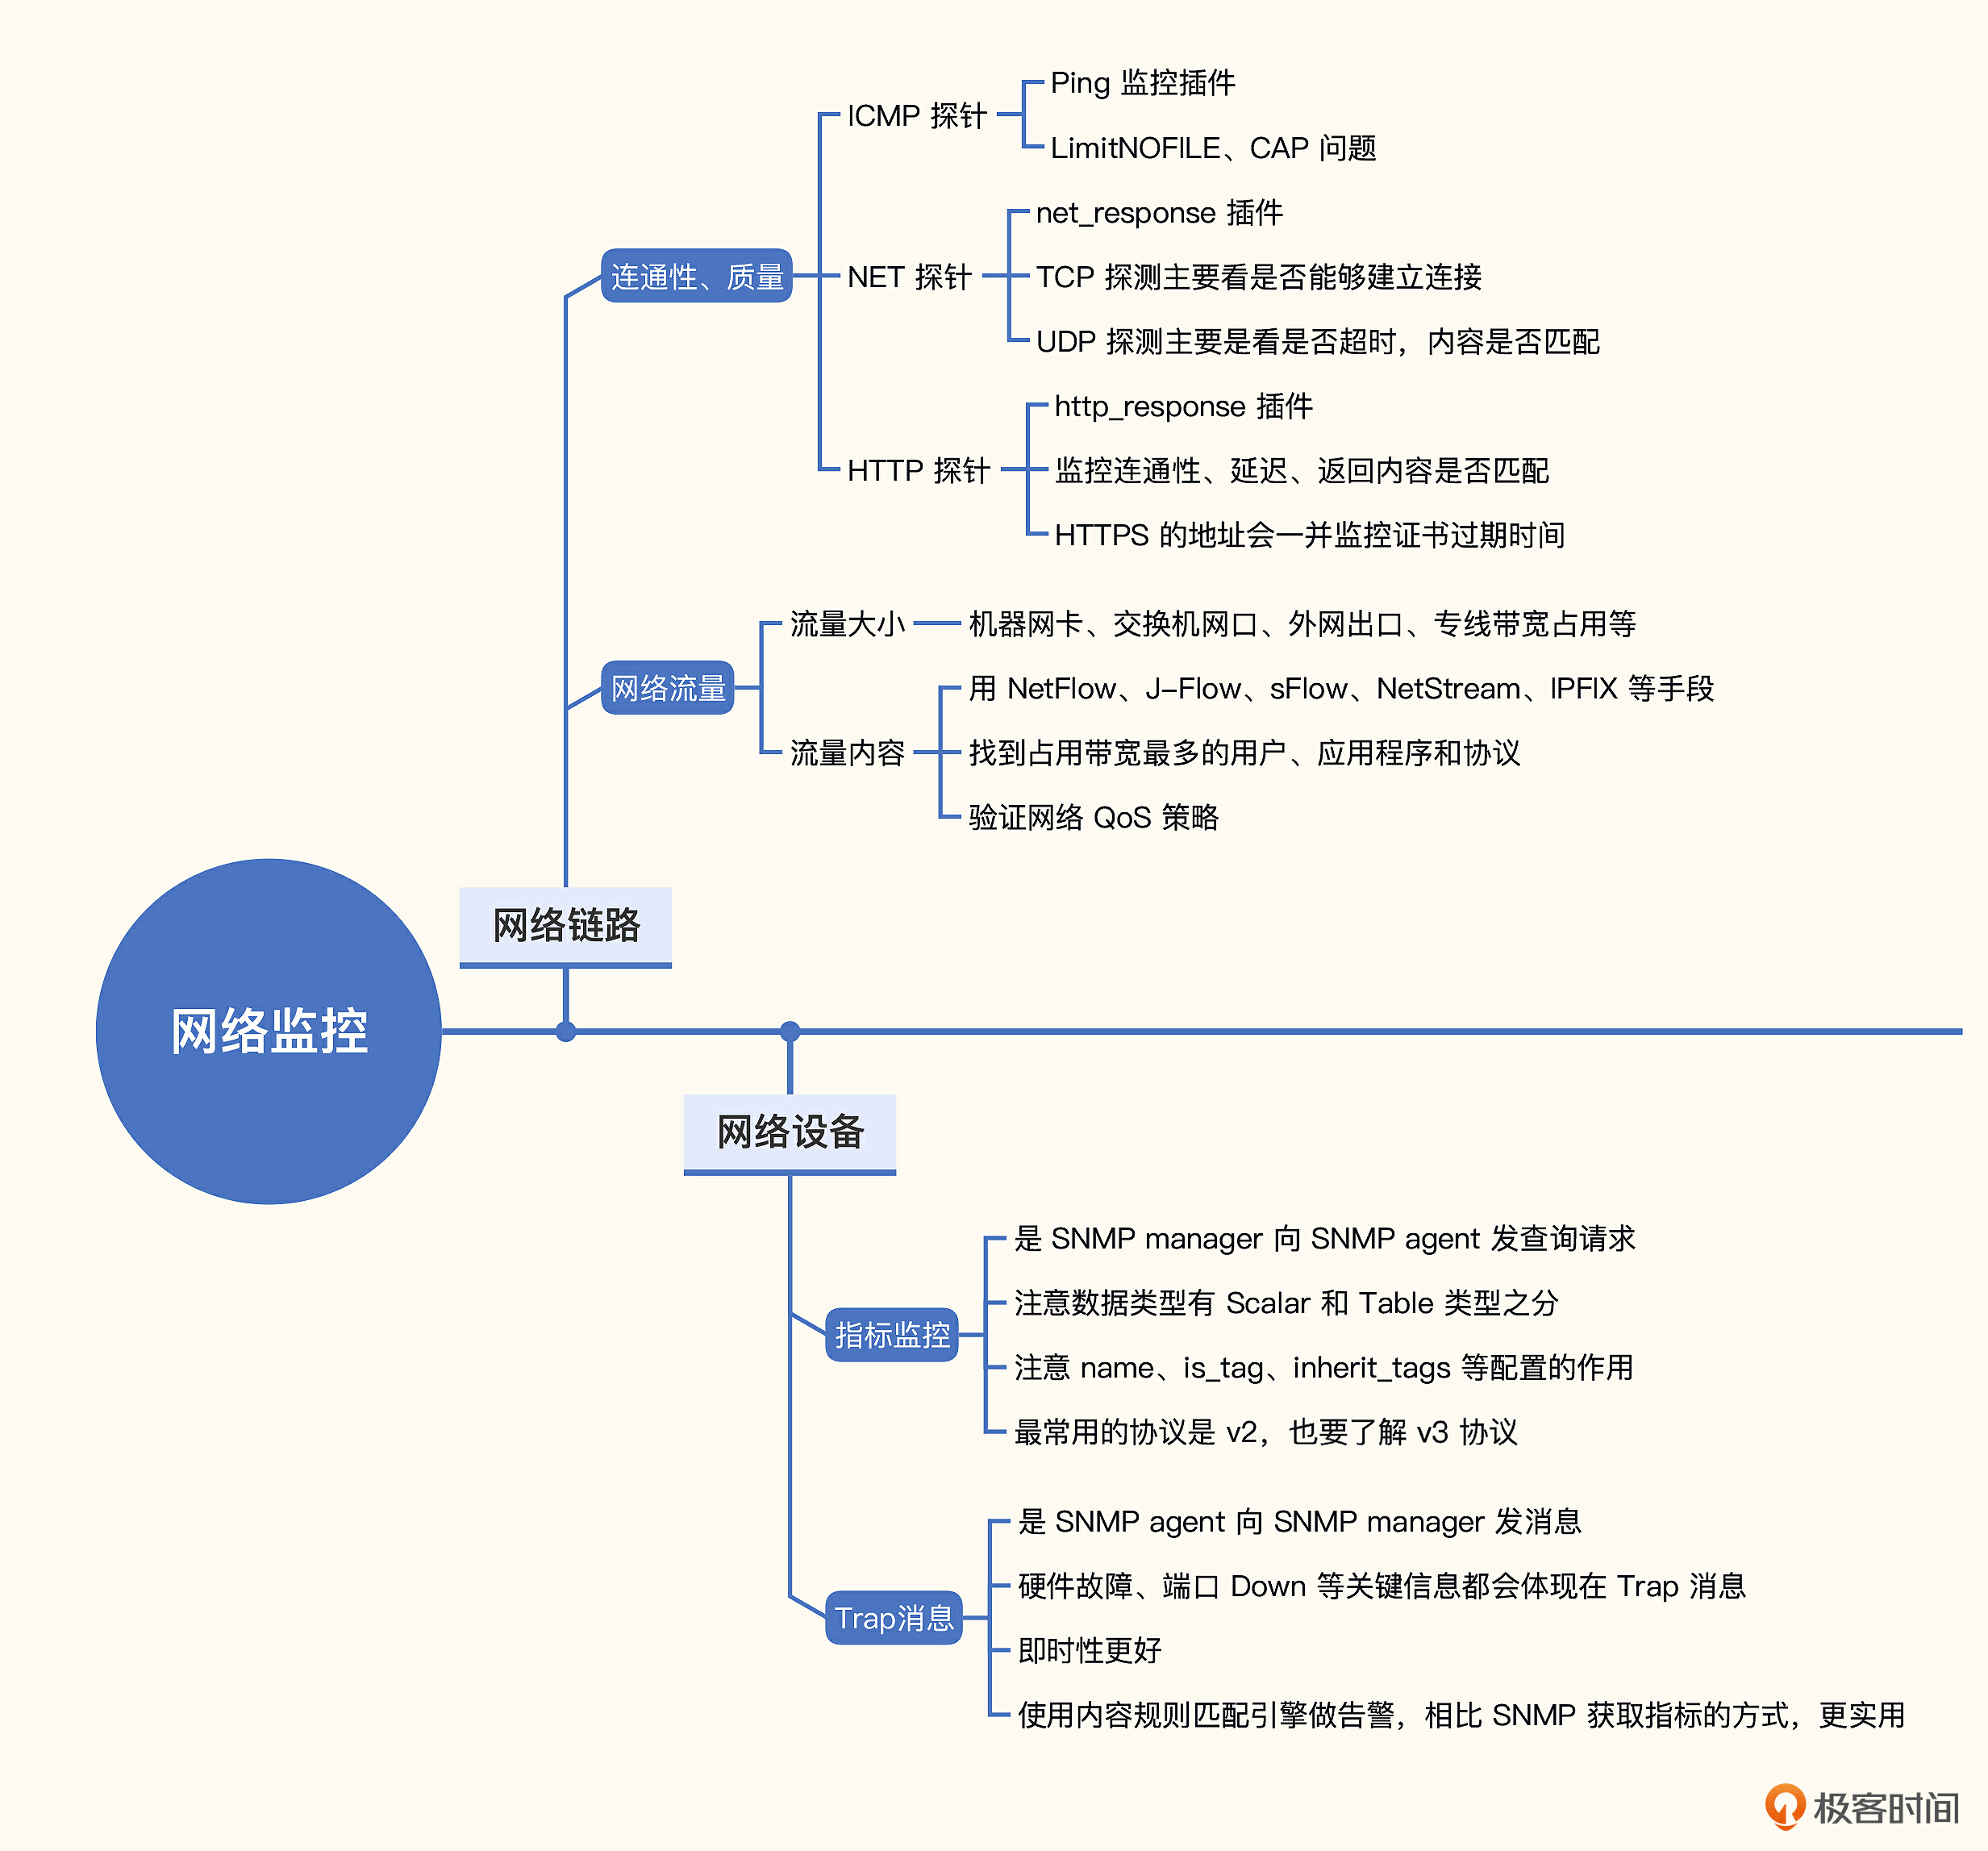 Ping 监控插件
ICMP 探针
LimitNOFILE、CAP 问题
net_response 插件
连通性、质量
NET 探针
TCP 探测主要看是否能够建立连接
UDP 探测主要是看是否超时，内容是否匹配
http_response 插件
HTTP 探针
监控连通性、延迟、返回内容是否匹配
HTTPS 的地址会一并监控证书过期时间
流量大小
机器网卡、交换机网口、外网出口、专线带宽占用等
网络流量
用 NetFlow、J-Flow、sFlow、NetStream、IPFIX 等手段
流量内容
找到占用带宽最多的用户、应用程序和协议
验证网络 QoS 策略
网络链路
网络监控
网络设备
是 SNMP manager 向 SNMP agent 发查询请求
注意数据类型有 Scalar 和 Table 类型之分
指标监控
注意 name、is_tag、inherit_tags 等配置的作用
最常用的协议是 v2，也要了解 v3 协议
是 SNMP agent 向 SNMP manager 发消息
硬件故障、端口 Down 等关键信息都会体现在 Trap 消息
Trap消息
即时性更好
使用内容规则匹配引擎做告警，相比 SNMP 获取指标的方式，更实用
极客时间